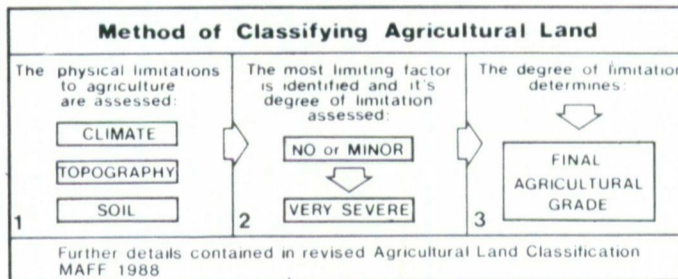 Method of Classifying Agricultural Land
The physical limitations
to agriculture
are assessed:
CLIMATE
TOPOGRAPHY
SOIL
1
The most limiting factor
is identified and it's
degree of limitation
assessed:
NO or MINOR
VERY SEVERE
2
The degree of limitation
determines:
FINAL
AGRICULTURAL
GRADE
3
Further details contained in revised Agricultural Land Classification
MAFF 1988